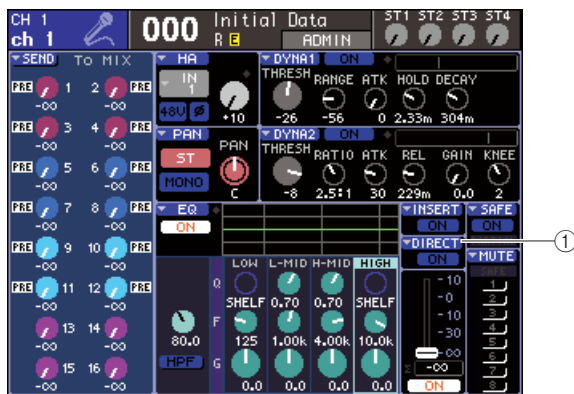 CH 1
ch 1
000 Initial Data
R E ADMIN
ST1 ST2 ST3 ST4
SEND To MIX
PRE 1 2 PRE
-∞ -∞
PRE 3 4 PRE
-∞ -∞
PRE 5 6 PRE
-∞ -∞
PRE 7 8 PRE
-∞ -∞
PRE 9 10 PRE
-∞ -∞
PRE 11 12 PRE
-∞ -∞
13 14
-∞ -∞
15 16
-∞ -∞
HA
IN
1
48V Ø
+10
PAN
ST PAN
MONO
C
DYNA1 ON
THRESH RANGE ATK HOLD DECAY
-26 -56 0 2.33m 304m
DYNA2 ON
THRESH RATIO ATK REL GAIN KNEE
-8 2.5:1 30 229m 0.0 2
EQ
ON
LOW L-MID H-MID HIGH
Q
SHELF 0.70 0.70 SHELF
F
80.0 125 1.00k 4.00k 10.0k
HPF G
0.0 0.0 0.0 0.0
INSERT
ON
DIRECT
ON
10
-0
-10
-30
-∞
Σ -∞
ON
SAFE
ON
MUTE
SAFE
1
2
3
4
5
6
7
8
①